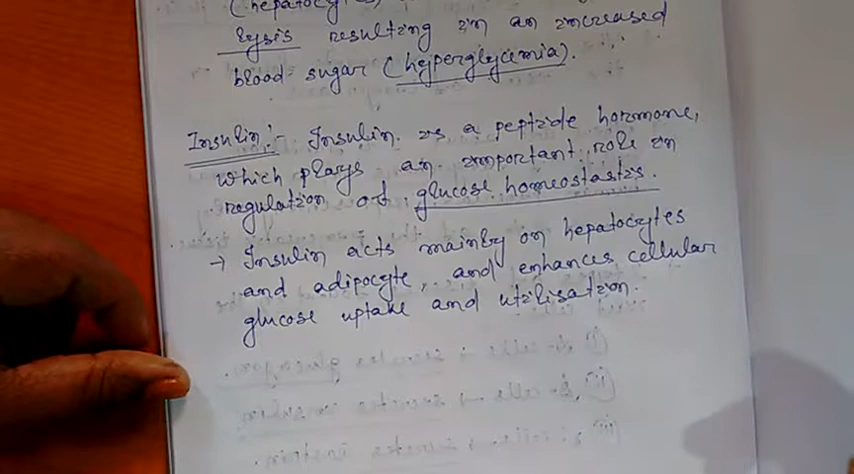 (hepatocytes)
lysis resulting in an increased
blood sugar (hyperglycemia).
Insulin :- Insulin is a peptide hormone,
which plays an important role in
regulation of glucose homeostasis.
→ Insulin acts mainly on hepatocytes
and adipocyte, and enhances cellular
glucose uptake and utilisation.